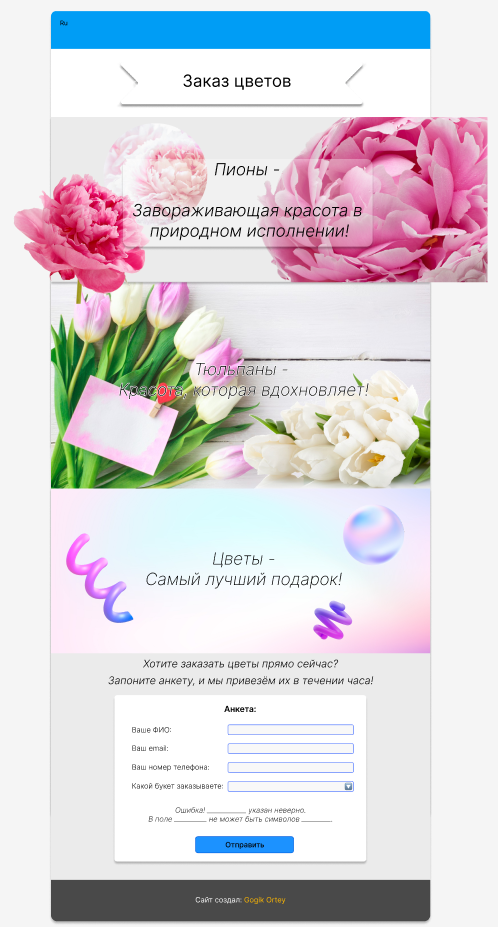 Ru
Заказ цветов
Пионы -
Завораживающая красота в
природном исполнении!
Тюльпаны -
Красота, которая вдохновляет!
Цветы -
Самый лучший подарок!
Хотите заказать цветы прямо сейчас?
Запоните анкету, и мы привезём их в течении часа!
Анкета:
Ваше ФИО:
Ваш email:
Ваш номер телефона:
Какой букет заказываете:
Ошибка! __________ указан неверно.
В поле ________ не может быть символов ________
Отправить
Сайт создал: Gogik Ortey